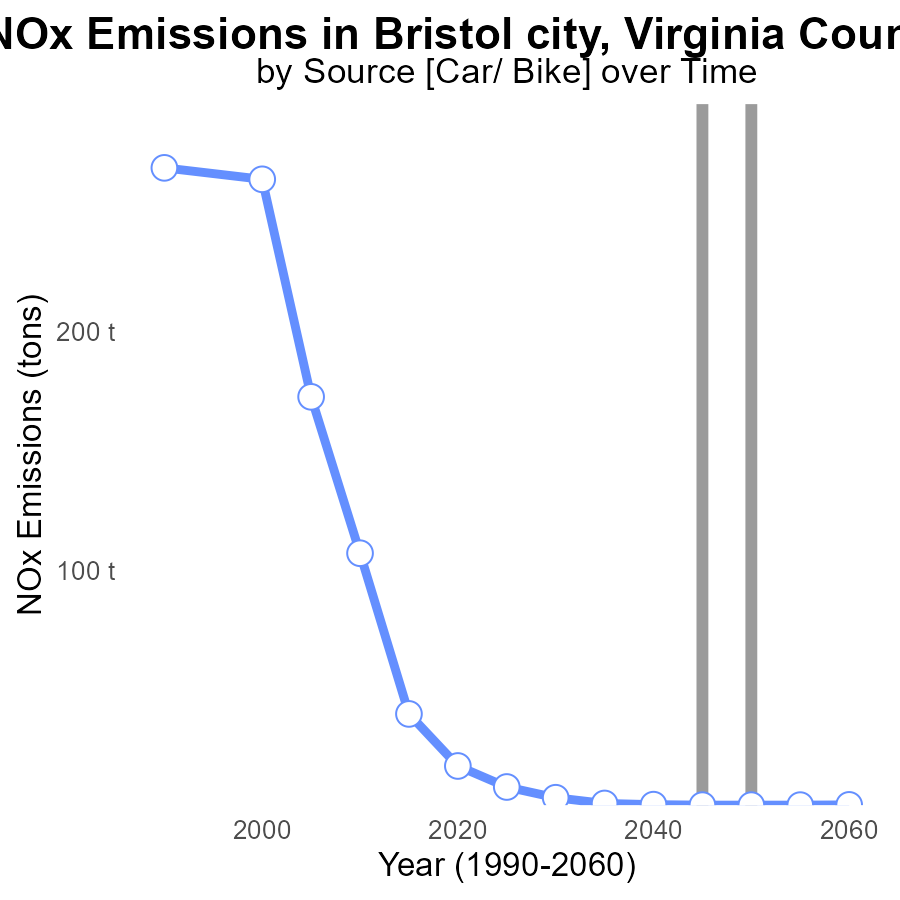 NOx Emissions in Bristol city, Virginia Coun
by Source [Car/ Bike] over Time
NOx Emissions (tons)
200 t
100 t
2000 2020 2040 2060
Year (1990-2060)